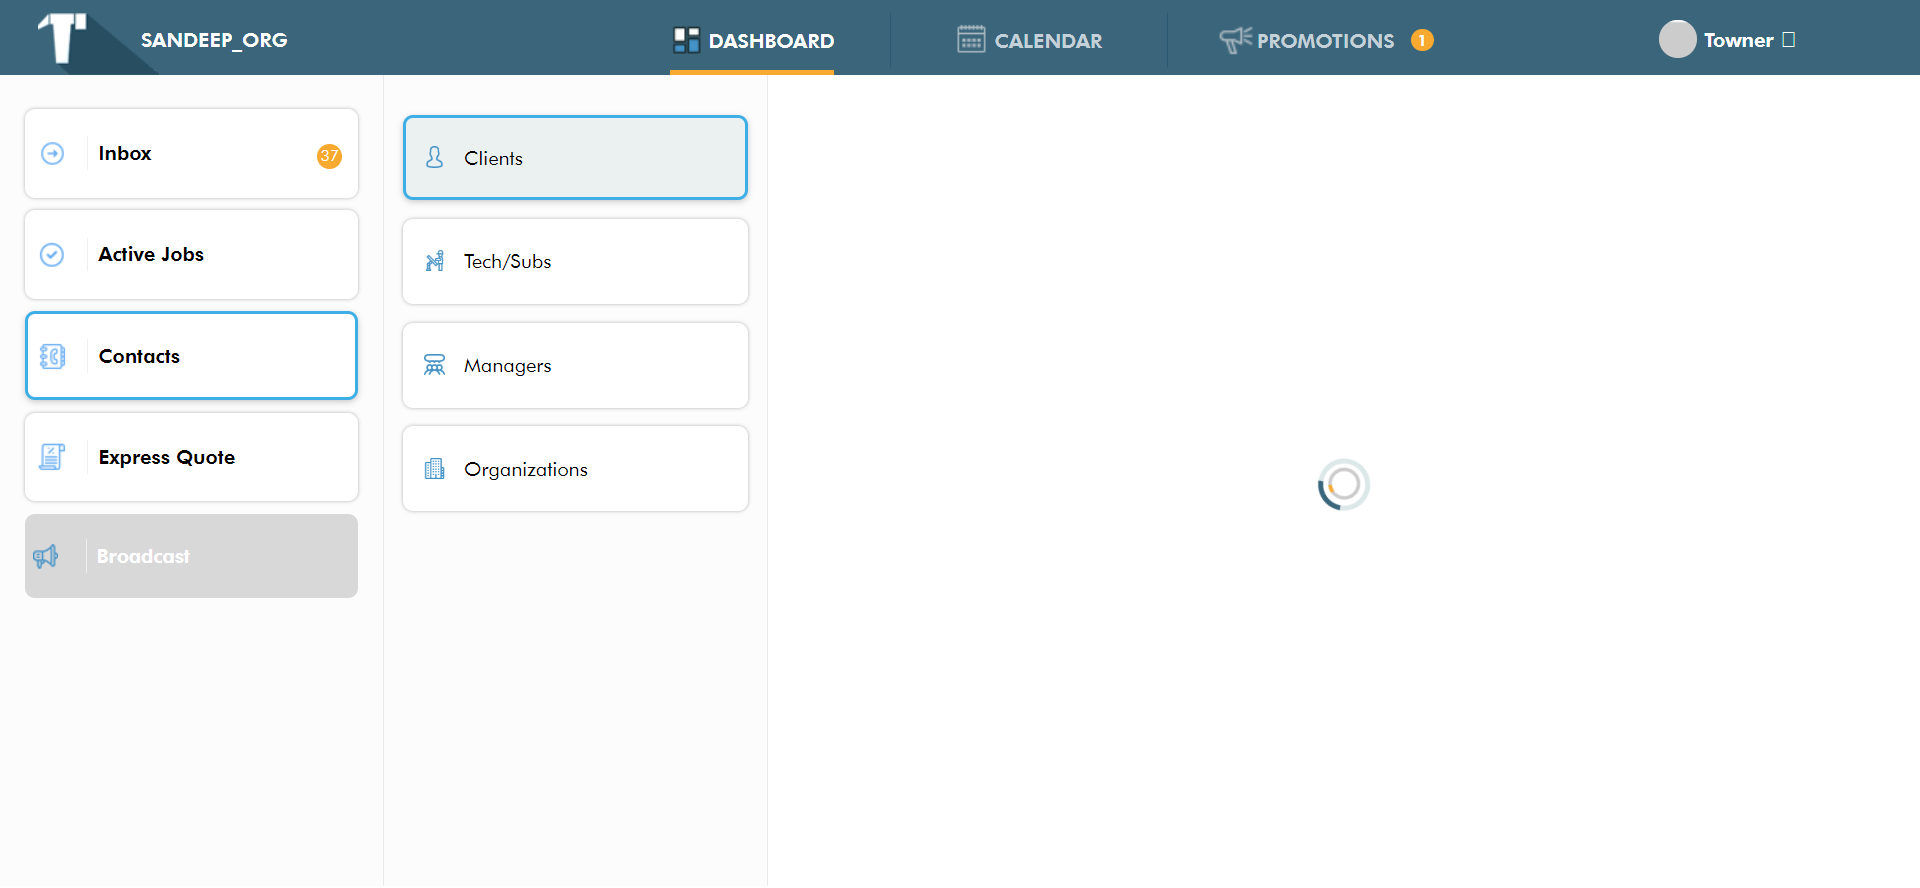 SANDEEP_ORG
DASHBOARD
CALENDAR
PROMOTIONS 1
Towner
Inbox 37
Active Jobs
Contacts
Express Quote
Broadcast
Clients
Tech/Subs
Managers
Organizations